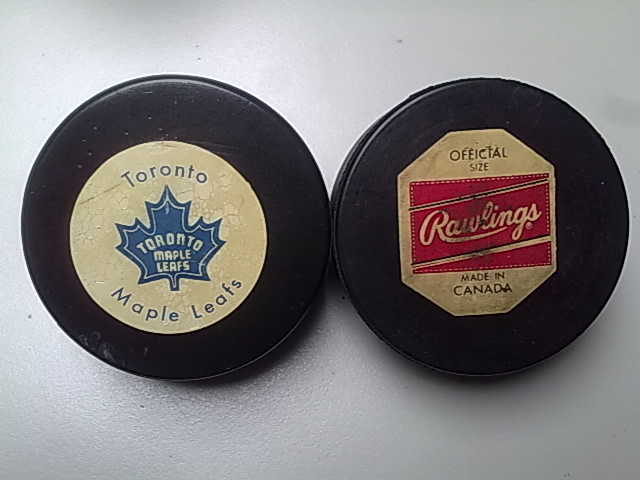 Toronto
TORONTO
MAPLE
LEAFS
Maple Leafs
OFFICIAL
SIZE
Rawlings
MADE IN
CANADA